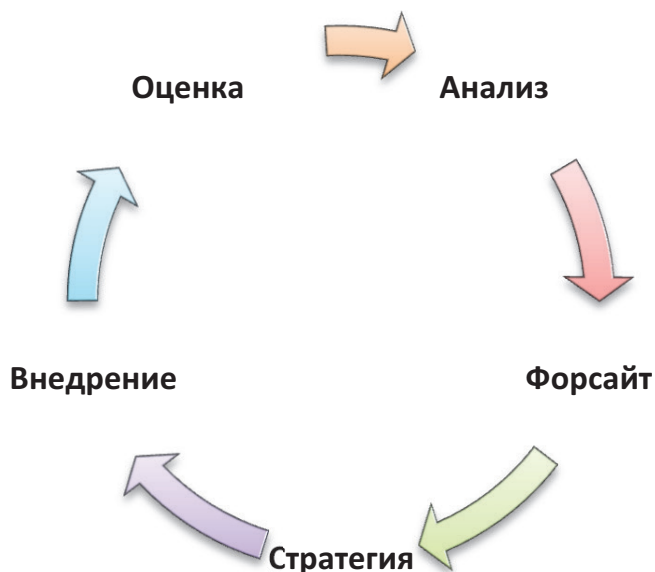 Оценка
Анализ
Внедрение
Форсайт
Стратегия